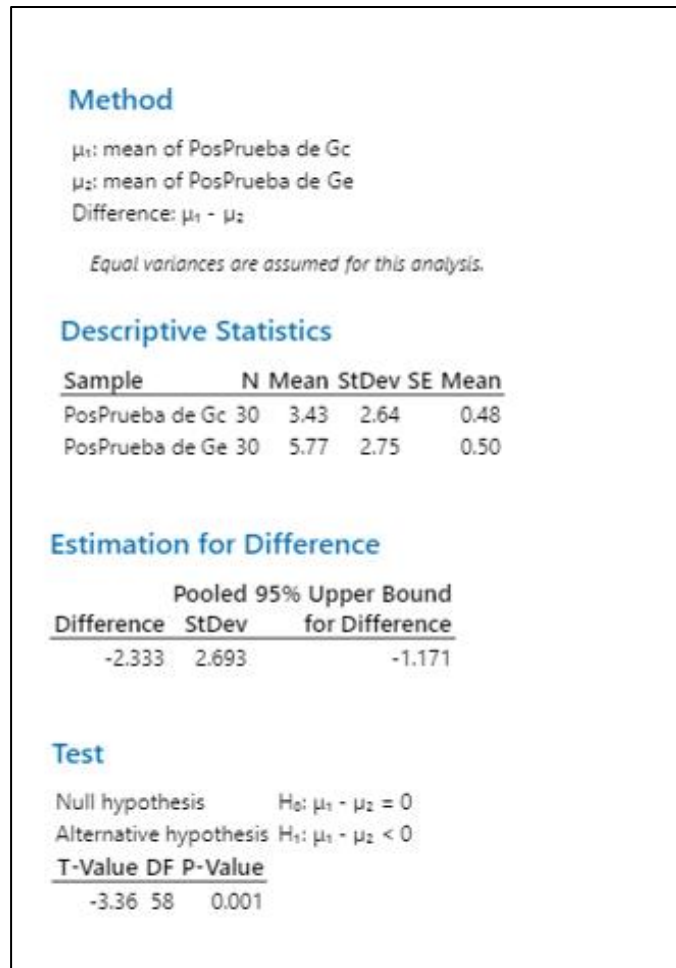 Method
μ₁: mean of PosPrueba de Gc
μ₂: mean of PosPrueba de Ge
Difference: μ₁ - μ₂
Equal variances are assumed for this analysis.
Descriptive Statistics
Sample N Mean StDev SE Mean
PosPrueba de Gc 30 3.43 2.64 0.48
PosPrueba de Ge 30 5.77 2.75 0.50
Estimation for Difference
Pooled 95% Upper Bound
Difference StDev for Difference
-2.333 2.693 -1.171
Test
Null hypothesis H₀: μ₁ - μ₂ = 0
Alternative hypothesis H₁: μ₁ - μ₂ < 0
T-Value DF P-Value
-3.36 58 0.001